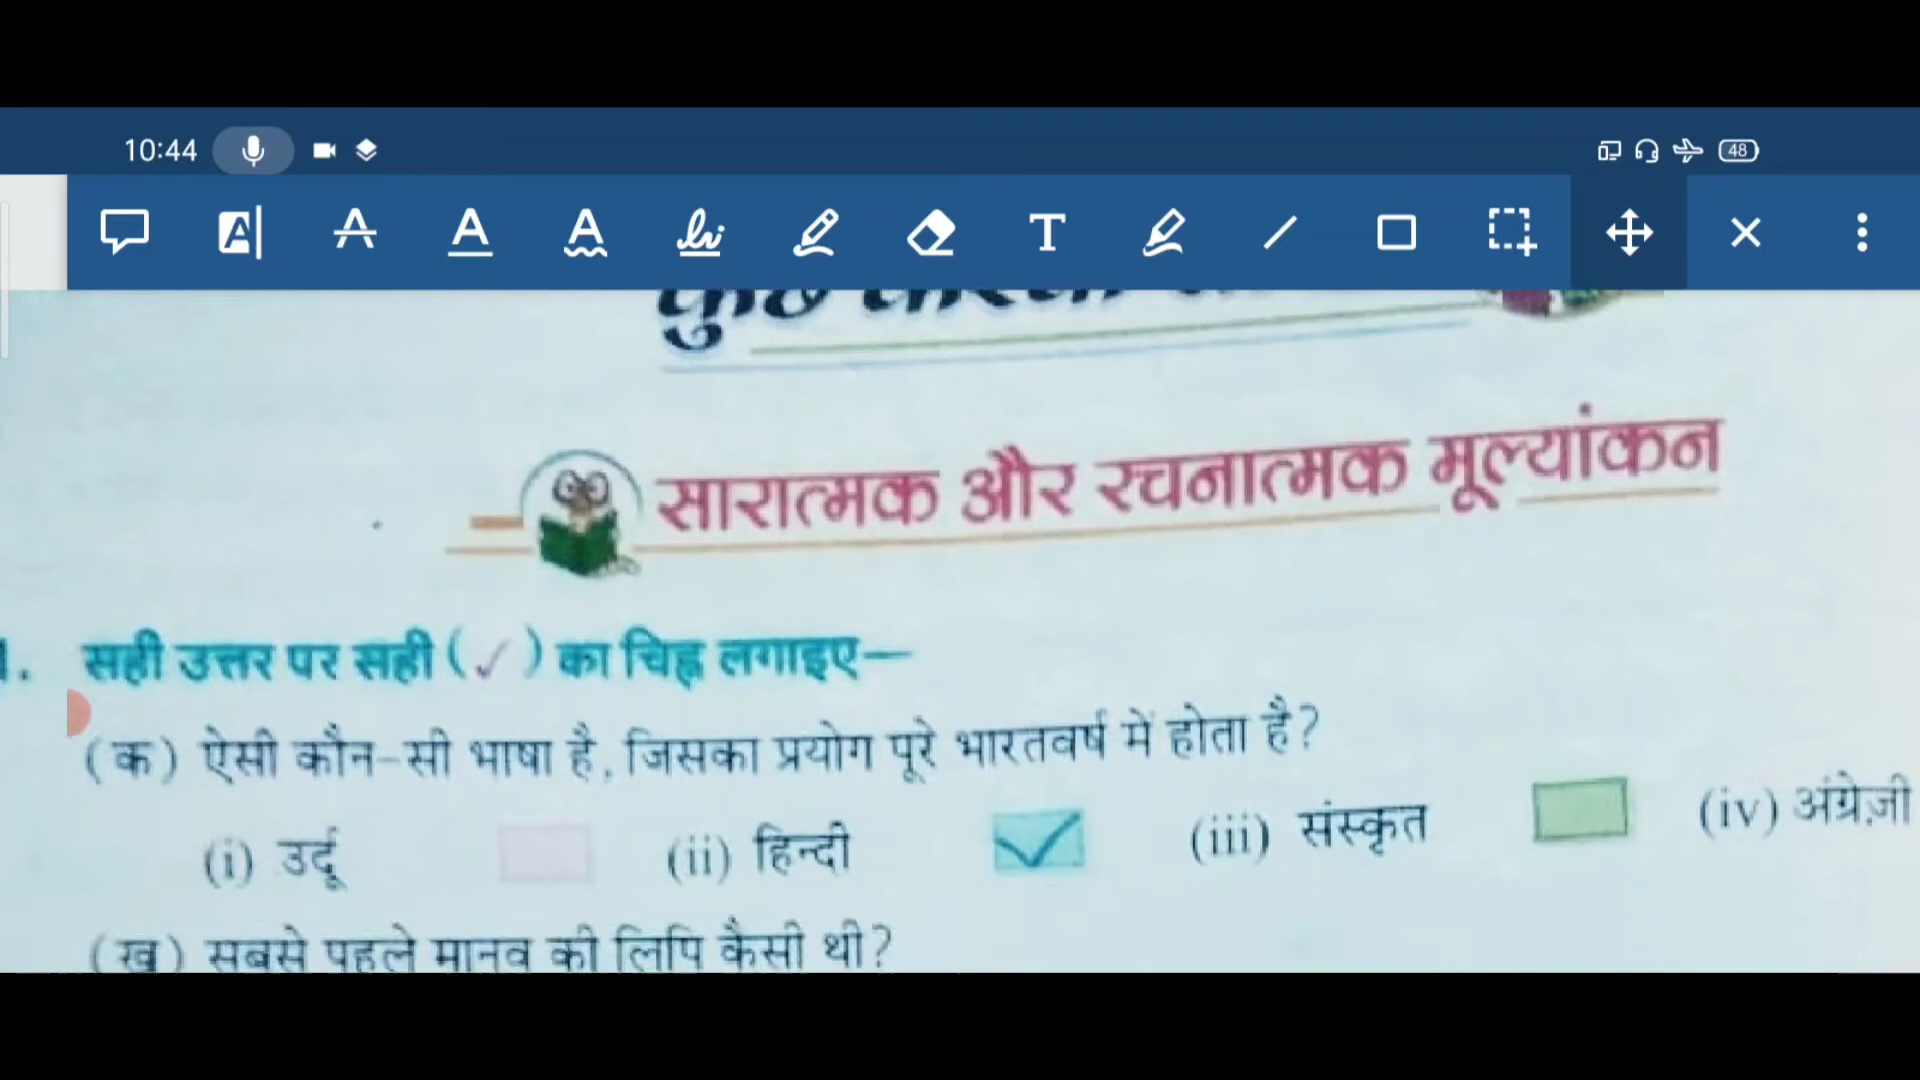 10:44
48
सारात्मक और रचनात्मक मूल्यांकन
1. सही उत्तर पर सही (✓) का चिह्न लगाइए—
(क) ऐसी कौन-सी भाषा है, जिसका प्रयोग पूरे भारतवर्ष में होता है?
(i) उर्दू (ii) हिन्दी ✓ (iii) संस्कृत (iv) अंग्रेज़ी
(ख) सबसे पहले मानव की लिपि कैसी थी?